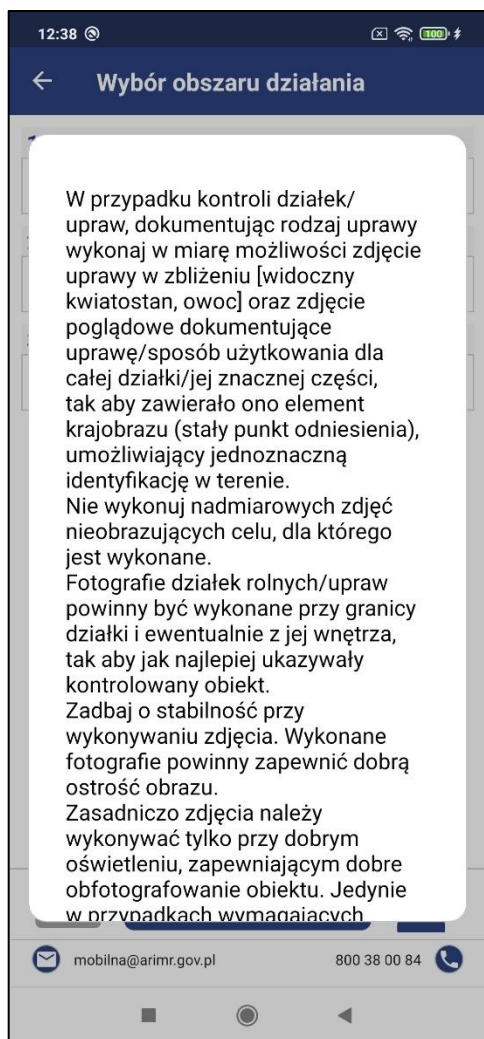 12:38
100
Wybór obszaru działania
W przypadku kontroli działek/
upraw, dokumentując rodzaj uprawy
wykonaj w miarę możliwości zdjęcie
uprawy w zbliżeniu [widoczny
kwiatostan, owoc] oraz zdjęcie
poglądowe dokumentujące
uprawę/sposób użytkowania dla
całej działki/jej znacznej części,
tak aby zawierało ono element
krajobrazu (stały punkt odniesienia),
umożliwiający jednoznaczną
identyfikację w terenie.
Nie wykonuj nadmiarowych zdjęć
nieobrazujących celu, dla którego
jest wykonane.
Fotografie działek rolnych/upraw
powinny być wykonane przy granicy
działki i ewentualnie z jej wnętrza,
tak aby jak najlepiej ukazywały
kontrolowany obiekt.
Zadbaj o stabilność przy
wykonywaniu zdjęcia. Wykonane
fotografie powinny zapewnić dobrą
ostrość obrazu.
Zasadniczo zdjęcia należy
wykonywać tylko przy dobrym
oświetleniu, zapewniającym dobre
obfotografowanie obiektu. Jedynie
w przypadkach wymagających
mobilna@arimr.gov.pl
800 38 00 84